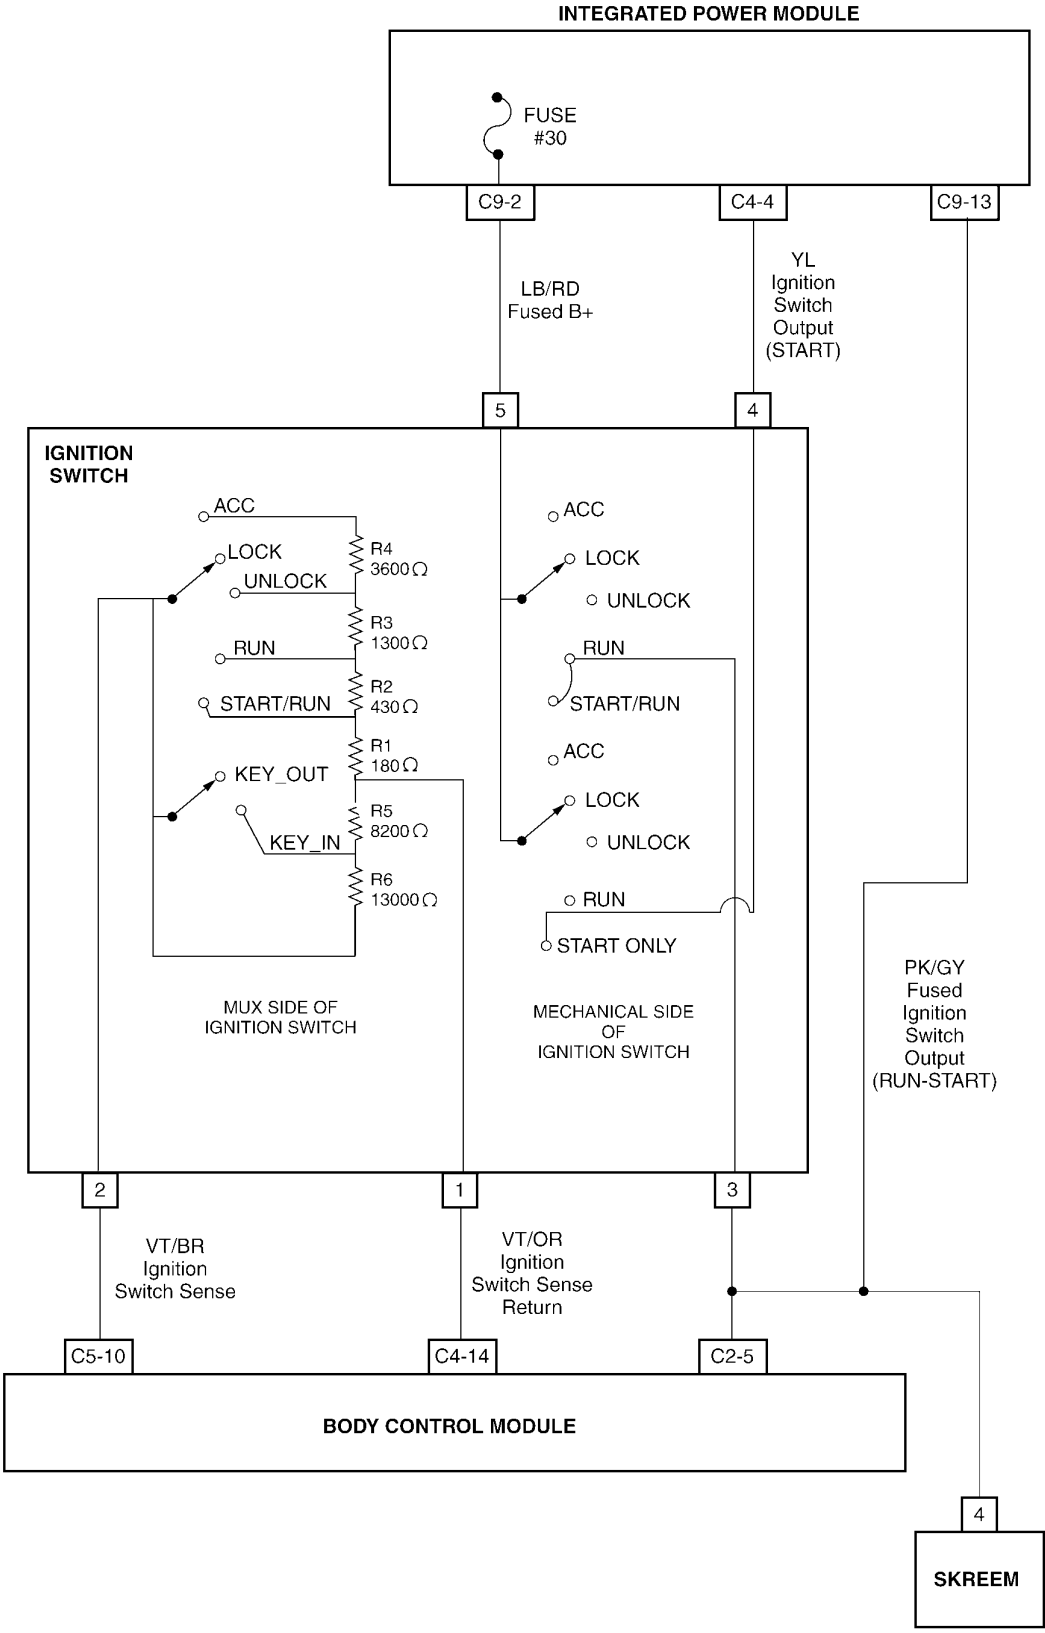 INTEGRATED POWER MODULE
FUSE
#30
C9-2
C4-4
C9-13
LB/RD
Fused B+
YL
Ignition
Switch
Output
(START)
5
4
IGNITION
SWITCH
ACC
LOCK
UNLOCK
RUN
START/RUN
KEY_OUT
KEY_IN
R4
3600Ω
R3
1300Ω
R2
430Ω
R1
180Ω
R5
8200Ω
R6
13000Ω
ACC
LOCK
UNLOCK
RUN
START/RUN
ACC
LOCK
UNLOCK
RUN
START ONLY
MUX SIDE OF
IGNITION SWITCH
MECHANICAL SIDE
OF
IGNITION SWITCH
PK/GY
Fused
Ignition
Switch
Output
(RUN-START)
2
1
3
VT/BR
Ignition
Switch Sense
VT/OR
Ignition
Switch Sense
Return
C5-10
C4-14
C2-5
BODY CONTROL MODULE
4
SKREEM